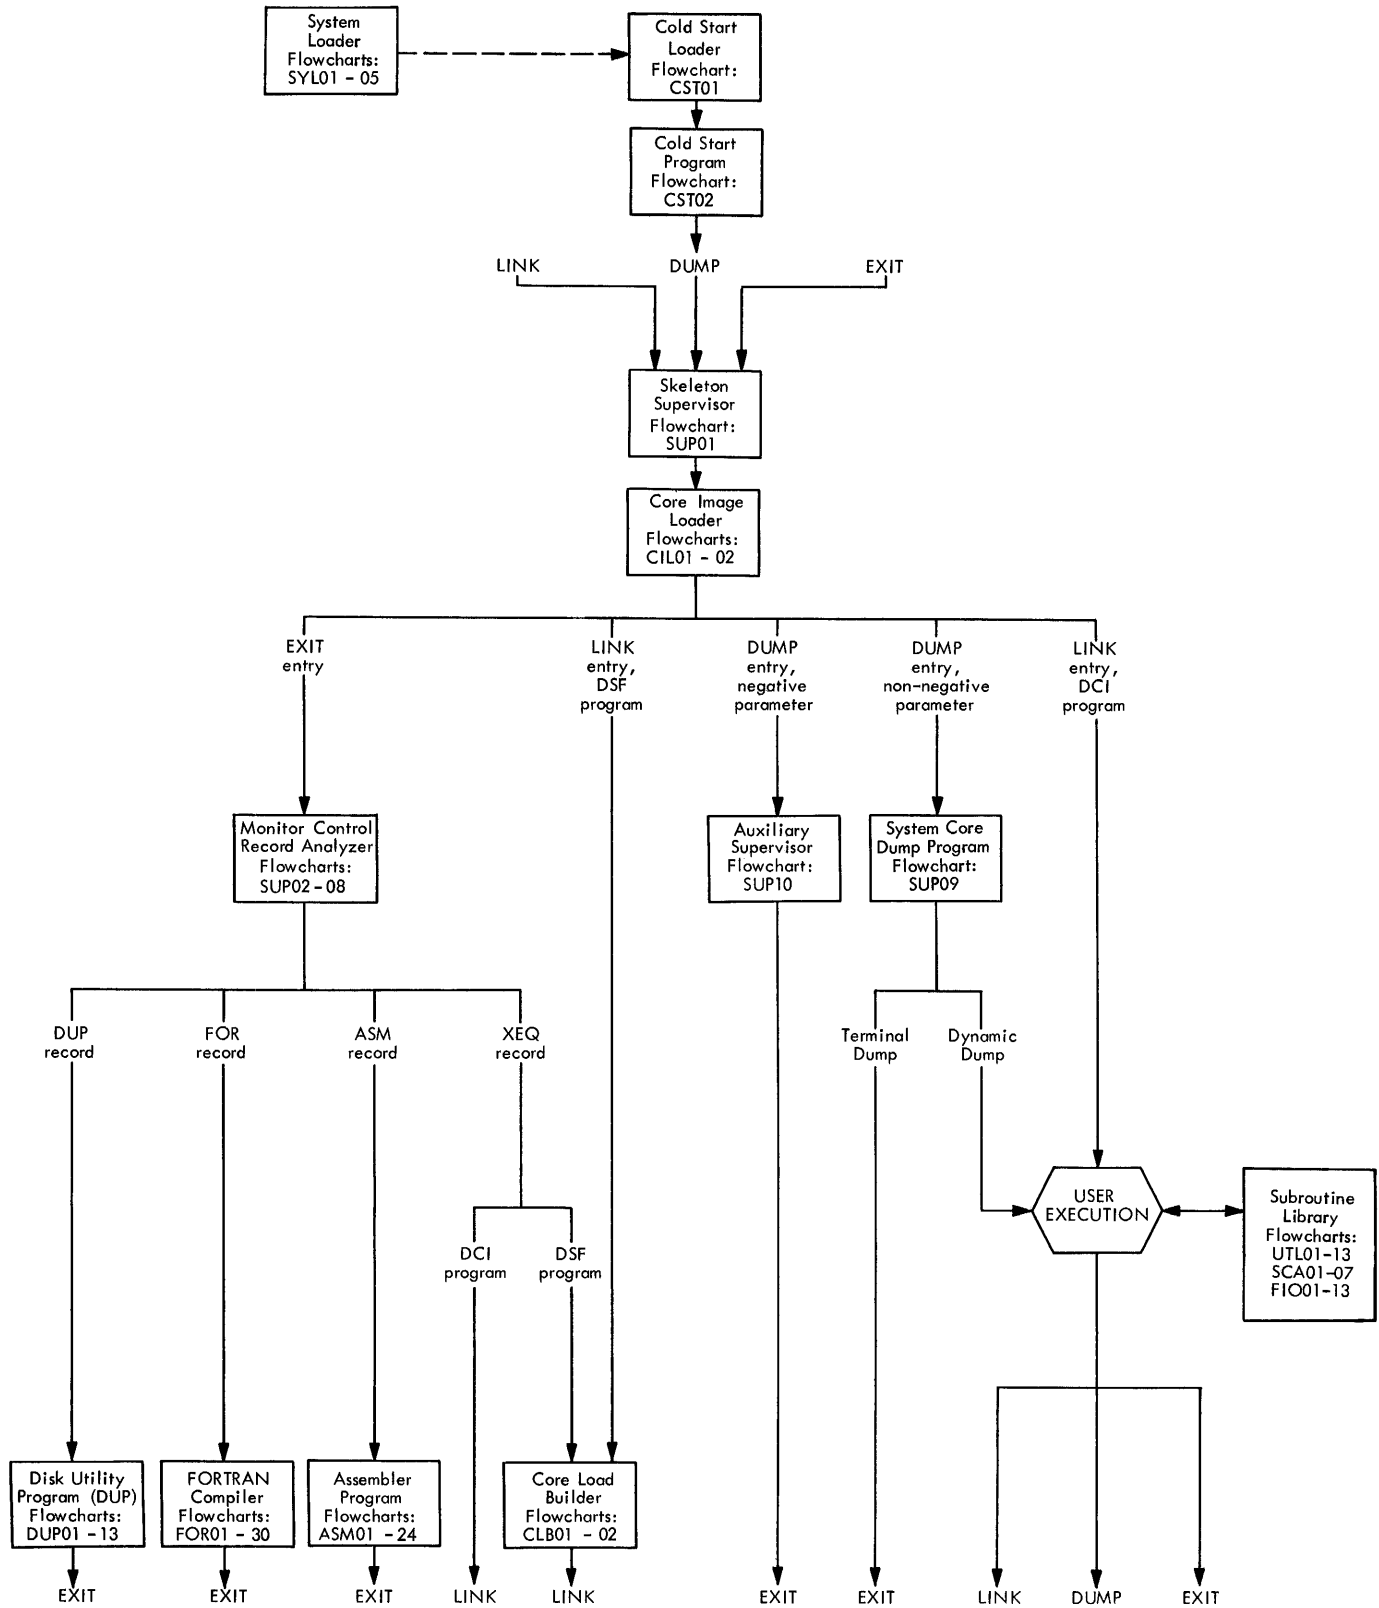 System
Loader
Flowcharts:
SYL01 - 05
Cold Start
Loader
Flowchart:
CST01
Cold Start
Program
Flowchart:
CST02
LINK
DUMP
EXIT
Skeleton
Supervisor
Flowchart:
SUP01
Core Image
Loader
Flowcharts:
CIL01 - 02
EXIT
entry
LINK
entry,
DSF
program
DUMP
entry,
negative
parameter
DUMP
entry,
non-negative
parameter
LINK
entry,
DCI
program
Monitor Control
Record Analyzer
Flowcharts:
SUP02-08
Auxiliary
Supervisor
Flowchart:
SUP10
System Core
Dump Program
Flowchart:
SUP09
DUP
record
FOR
record
ASM
record
XEQ
record
Terminal
Dump
Dynamic
Dump
DCI
program
DSF
program
USER
EXECUTION
Subroutine
Library
Flowcharts:
UTL01-13
SCA01-07
FIO01-13
Disk Utility
Program (DUP)
Flowcharts:
DUP01 -13
FORTRAN
Compiler
Flowcharts:
FOR01 - 30
Assembler
Program
Flowcharts:
ASM01 -24
Core Load
Builder
Flowcharts:
CLB01 - 02
EXIT
EXIT
EXIT
LINK
LINK
EXIT
EXIT
LINK
DUMP
EXIT